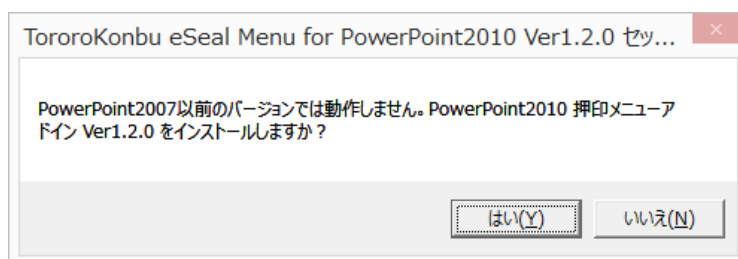 TororoKonbu eSeal Menu for PowerPoint2010 Ver1.2.0 セッ...
PowerPoint2007以前のバージョンでは動作しません。PowerPoint2010 押印メニューア
ドイン Ver1.2.0 をインストールしますか？
はい(Y) いいえ(N)